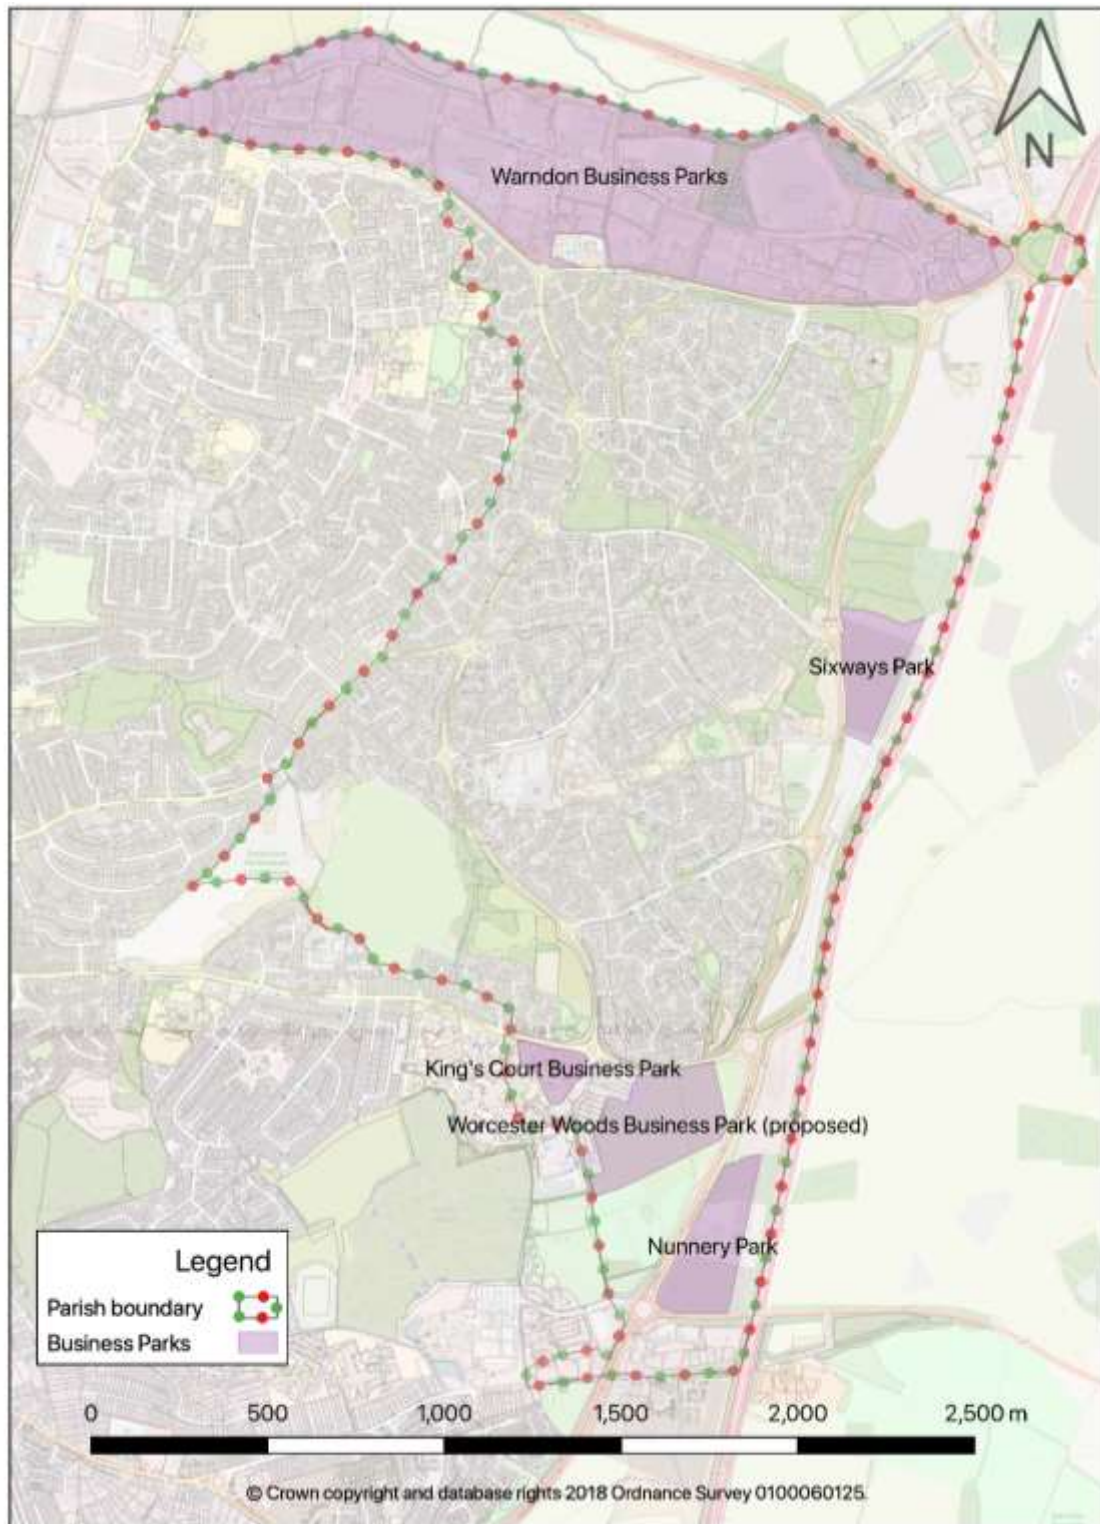 N
Warndon Business Parks
Sixways Park
King's Court Business Park
Worcester Woods Business Park (proposed)
Nunnery Park
Legend
Parish boundary
Business Parks
0 500 1,000 1,500 2,000 2,500 m
© Crown copyright and database rights 2018 Ordnance Survey 0100060125.